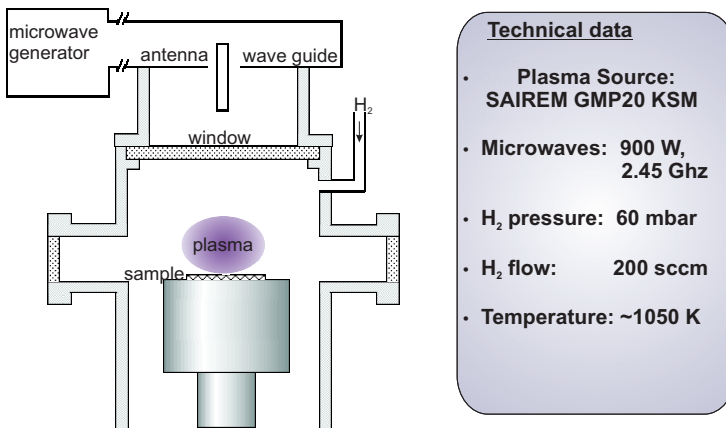 microwave
generator
antenna
wave guide
H₂
window
plasma
sample
Technical data
• Plasma Source:
SAIREM GMP20 KSM
• Microwaves: 900 W,
2.45 Ghz
• H₂ pressure: 60 mbar
• H₂ flow: 200 sccm
• Temperature: ~1050 K